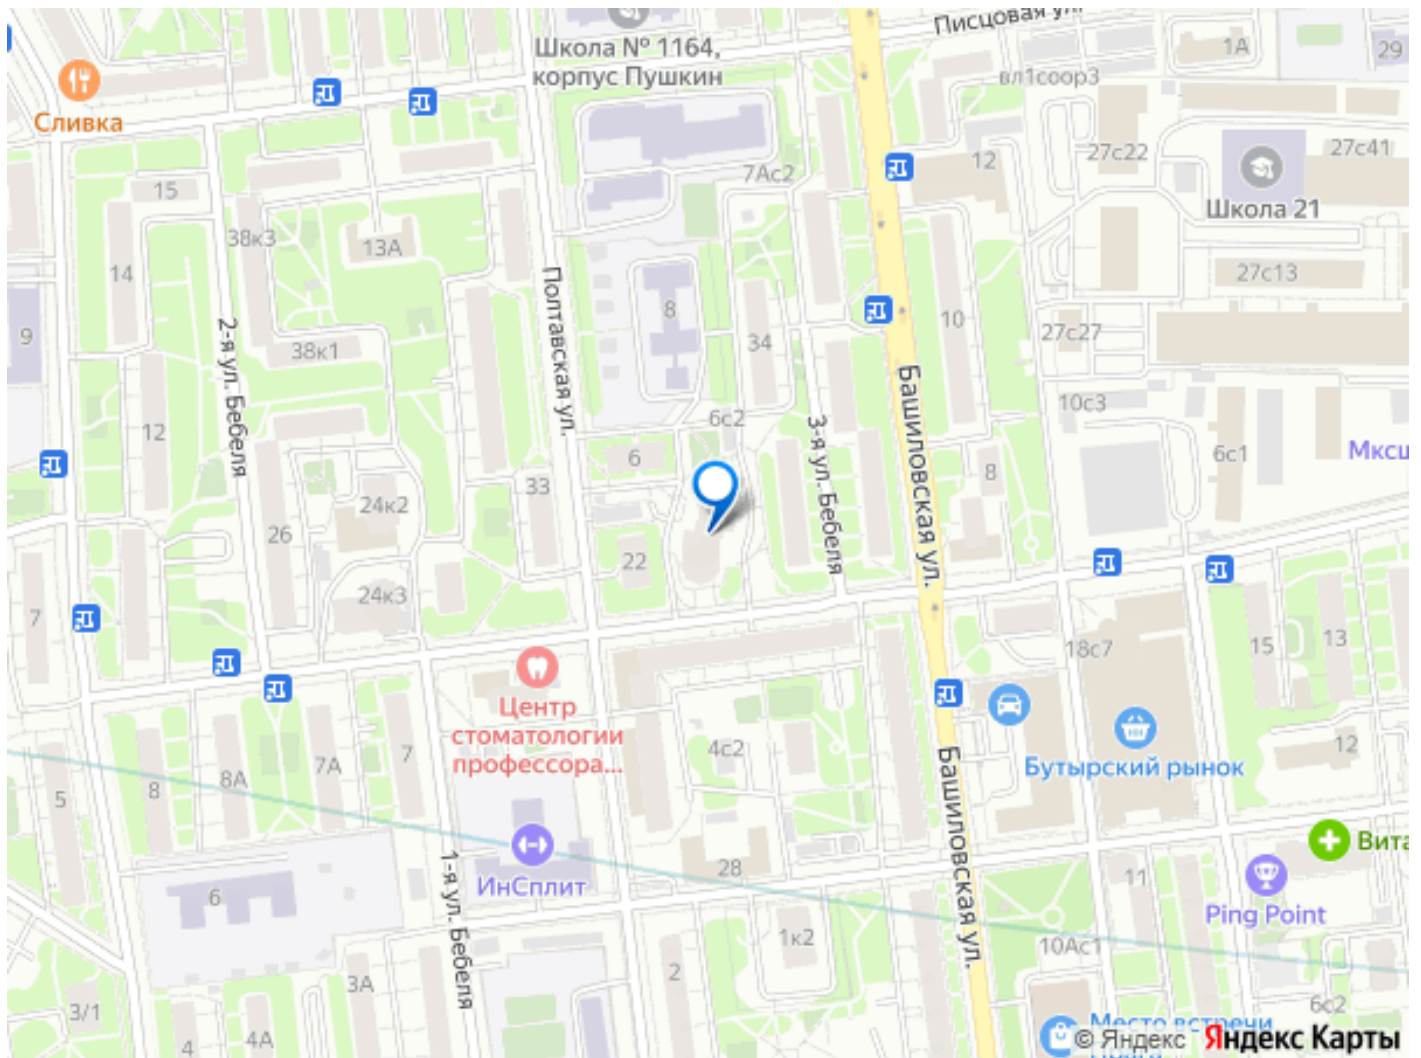 Писцовая ул.
Школа № 1164,
корпус Пушкин
1А
29
вл1соор3
Сливка
12
27с22
27с41
7Ас2
15
Школа 21
38к3
13А
14
27с13
Полтавская ул.
8
10
9
2-я ул. Бебеля
38к1
34
27с27
Башиловская ул.
10с3
6с2
3-я ул. Бебеля
12
6
8
6с1
Мксц
33
24к2
26
22
24к3
7
15
13
18с7
Центр
стоматологии
профессора...
4с2
7
12
7А
8А
8
5
Бутырский рынок
Башиловская ул.
Вита
28
ИнСплит
1-я ул. Бебеля
11
6
Ping Point
1к2
10Ас1
2
3А
3/1
6с2
4А
4
Место встречи
© Яндекс Яндекс Карты